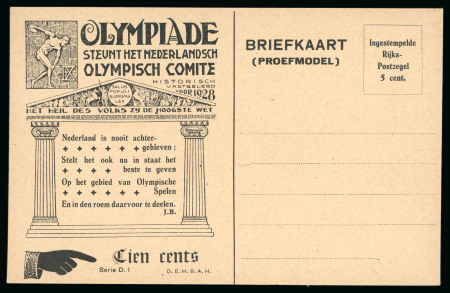 OLYMPIADE
STEUNT HET NEDERLANDSCH
OLYMPISCH COMITE
HISTORISCH
VASTGELEGD
VOOR 1928
SALUS
POPULI
SUPREMA
LEX
HET HEIL DES VOLKS ZY DE HOOGSTE WET
Nederland is nooit achter-
gebleven;
Stelt het ook nu in staat het
beste te geven
Op het gebied van Olympische
Spelen
En in den roem daarvoor te deelen.
J.B.
Cien cents
Serie D. 1
O.E.H.B.A.H.
BRIEFKAART
(PROEFMODEL)
Ingestempelde
Rijks-
Postzegel
5 cent.